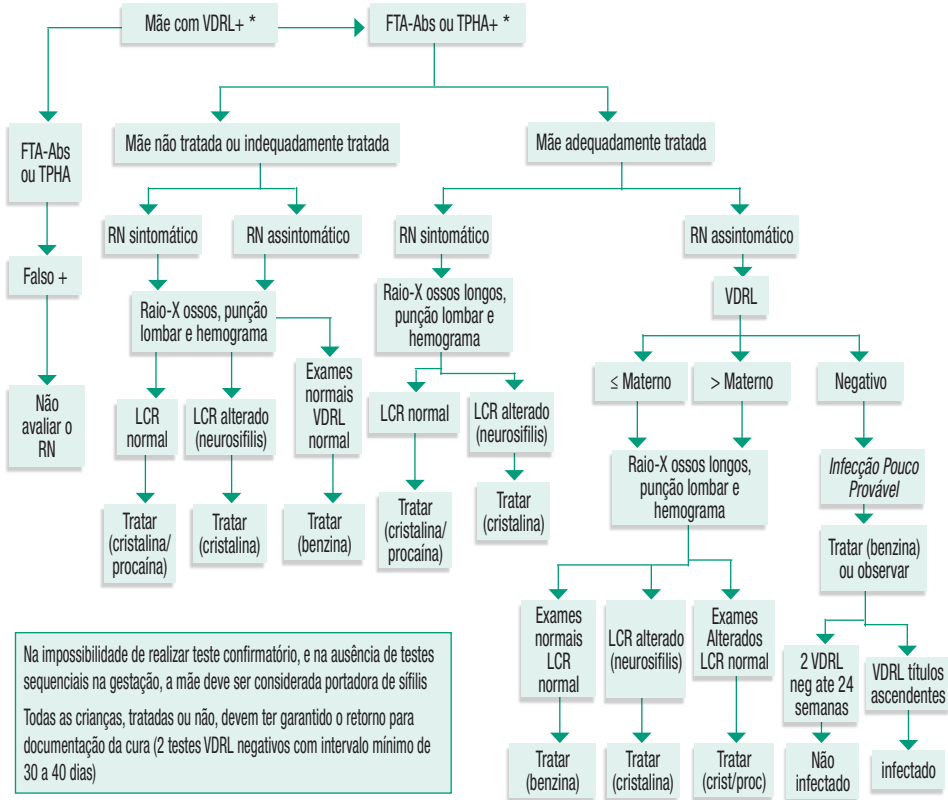 Mãe com VDRL+ *
FTA-Abs ou TPHA+ *
FTA-Abs
ou TPHA
Mãe não tratada ou indequadamente tratada
Mãe adequadamente tratada
RN sintomático
RN assintomático
RN sintomático
RN assintomático
Falso +
Raio-X ossos, punção
lombar e hemograma
Raio-X ossos longos,
punção lombar e
hemograma
VDRL
Não
avaliar o
RN
LCR
normal
LCR alterado
(neurosifilis)
Exames
normais
VDRL
normal
LCR normal
LCR alterado
(neurosifilis)
≤ Materno
> Materno
Negativo
Raio-X ossos longos,
punção lombar e
hemograma
Infecção Pouco
Provável
Tratar
(cristalina/
procaína)
Tratar
(cristalina)
Tratar
(benzina)
Tratar
(cristalina/
procaína)
Tratar
(cristalina)
Tratar (benzina)
ou observar
Exames
normais
LCR
normal
LCR alterado
(neurosifilis)
Exames
Alterados
LCR normal
2 VDRL
neg ate 24
semanas
VDRL títulos
ascendentes
Tratar
(benzina)
Tratar
(cristalina)
Tratar
(crist/proc)
Não
infectado
infectado
Na impossibilidade de realizar teste confirmatório, e na ausência de testes
sequenciais na gestação, a mãe deve ser considerada portadora de sífilis
Todas as crianças, tratadas ou não, devem ter garantido o retorno para
documentação da cura (2 testes VDRL negativos com intervalo mínimo de
30 a 40 dias)